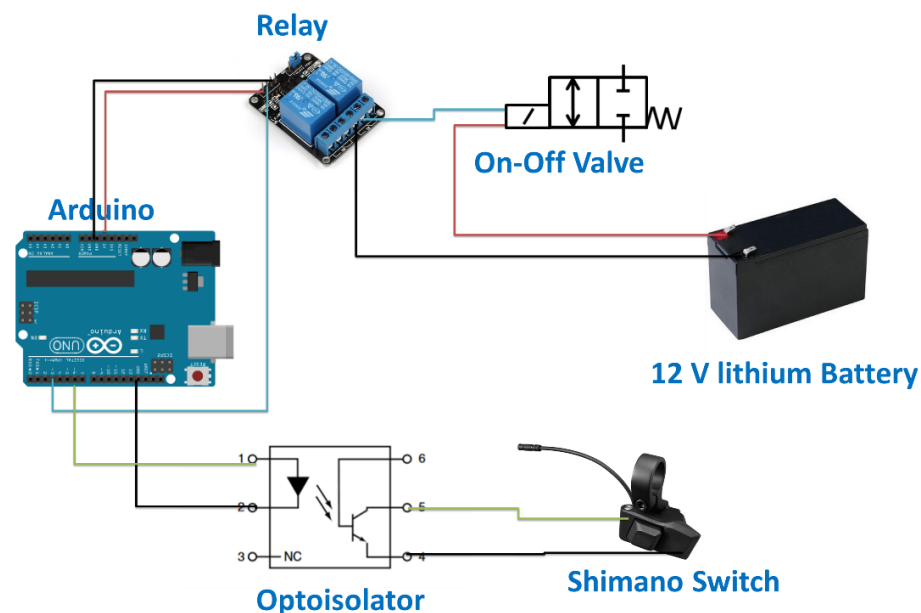 Relay
On-Off Valve
Arduino
12 V lithium Battery
UNO
Arduino
1
6
2
5
3
NC
4
Optoisolator
Shimano Switch